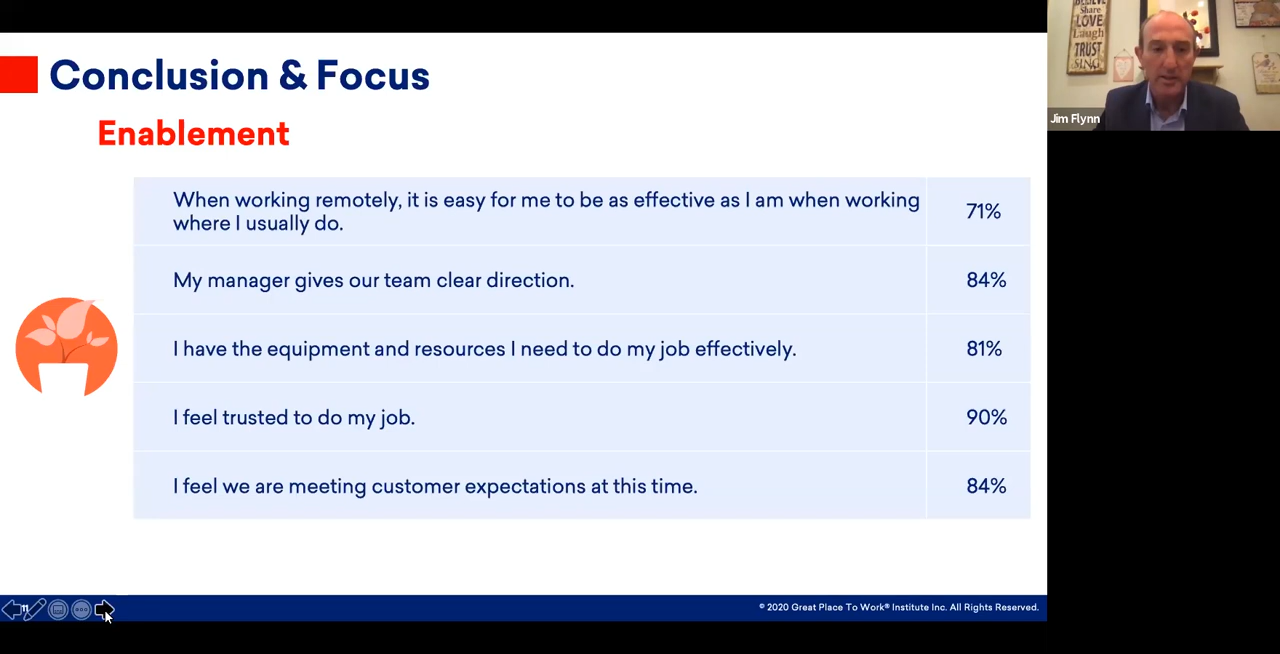 Conclusion & Focus
Enablement
When working remotely, it is easy for me to be as effective as I am when working
where I usually do.
71%
My manager gives our team clear direction.
84%
I have the equipment and resources I need to do my job effectively.
81%
I feel trusted to do my job.
90%
I feel we are meeting customer expectations at this time.
84%
11
© 2020 Great Place To Work® Institute Inc. All Rights Reserved.
Share
LOVE
Laugh
TRUST
SING
Jim Flynn